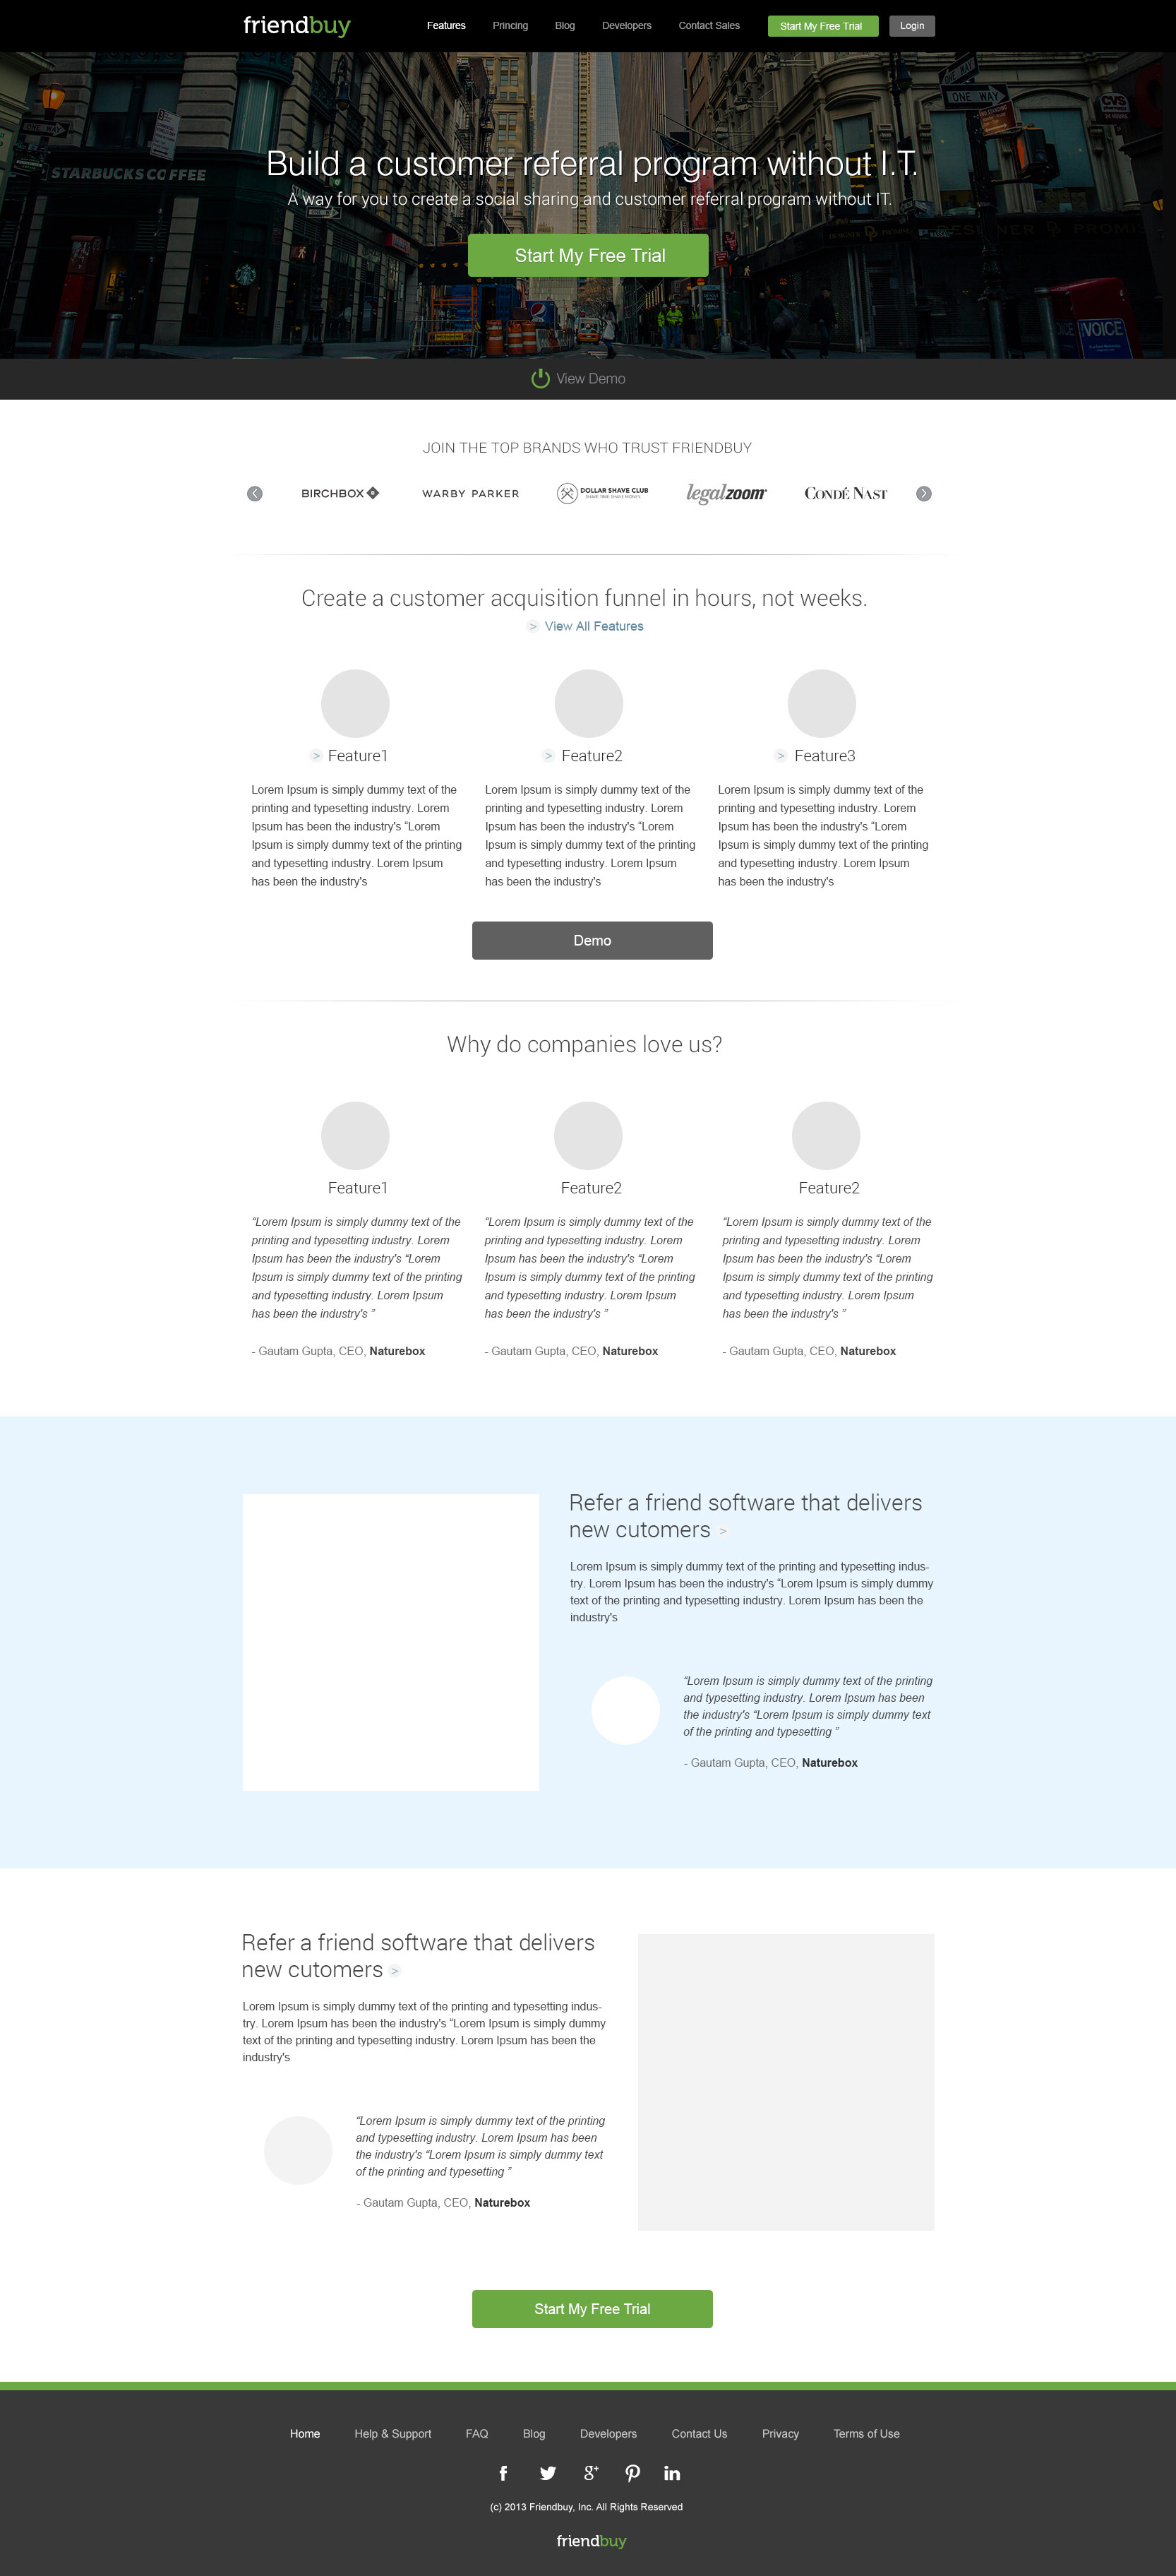 friendbuy
Features Princing Blog Developers Contact Sales Start My Free Trial Login
ONE WAY
ONE WAY
ONE WAY
CVS
STARBUCKS COFFEE
Build a customer referral program without I.T.
A way for you to create a social sharing and customer referral program without IT.
Start My Free Trial
VOICE
View Demo
JOIN THE TOP BRANDS WHO TRUST FRIENDBUY
BIRCHBOX WARBY PARKER DOLLAR SHAVE CLUB legalzoom CONDÉ NAST
SHAVE TIME. SHAVE MONEY.
Create a customer acquisition funnel in hours, not weeks.
> View All Features
> Feature1
Lorem Ipsum is simply dummy text of the
printing and typesetting industry. Lorem
Ipsum has been the industry's “Lorem
Ipsum is simply dummy text of the printing
and typesetting industry. Lorem Ipsum
has been the industry's
> Feature2
Lorem Ipsum is simply dummy text of the
printing and typesetting industry. Lorem
Ipsum has been the industry's “Lorem
Ipsum is simply dummy text of the printing
and typesetting industry. Lorem Ipsum
has been the industry's
> Feature3
Lorem Ipsum is simply dummy text of the
printing and typesetting industry. Lorem
Ipsum has been the industry's “Lorem
Ipsum is simply dummy text of the printing
and typesetting industry. Lorem Ipsum
has been the industry's
Demo
Why do companies love us?
Feature1
“Lorem Ipsum is simply dummy text of the
printing and typesetting industry. Lorem
Ipsum has been the industry's “Lorem
Ipsum is simply dummy text of the printing
and typesetting industry. Lorem Ipsum
has been the industry's ”
- Gautam Gupta, CEO, Naturebox
Feature2
“Lorem Ipsum is simply dummy text of the
printing and typesetting industry. Lorem
Ipsum has been the industry's “Lorem
Ipsum is simply dummy text of the printing
and typesetting industry. Lorem Ipsum
has been the industry's ”
- Gautam Gupta, CEO, Naturebox
Feature2
“Lorem Ipsum is simply dummy text of the
printing and typesetting industry. Lorem
Ipsum has been the industry's “Lorem
Ipsum is simply dummy text of the printing
and typesetting industry. Lorem Ipsum
has been the industry's ”
- Gautam Gupta, CEO, Naturebox
Refer a friend software that delivers
new cutomers >
Lorem Ipsum is simply dummy text of the printing and typesetting indus-
try. Lorem Ipsum has been the industry's “Lorem Ipsum is simply dummy
text of the printing and typesetting industry. Lorem Ipsum has been the
industry's
“Lorem Ipsum is simply dummy text of the printing
and typesetting industry. Lorem Ipsum has been
the industry's “Lorem Ipsum is simply dummy text
of the printing and typesetting ”
- Gautam Gupta, CEO, Naturebox
Refer a friend software that delivers
new cutomers >
Lorem Ipsum is simply dummy text of the printing and typesetting indus-
try. Lorem Ipsum has been the industry's “Lorem Ipsum is simply dummy
text of the printing and typesetting industry. Lorem Ipsum has been the
industry's
“Lorem Ipsum is simply dummy text of the printing
and typesetting industry. Lorem Ipsum has been
the industry's “Lorem Ipsum is simply dummy text
of the printing and typesetting ”
- Gautam Gupta, CEO, Naturebox
Start My Free Trial
Home Help & Support FAQ Blog Developers Contact Us Privacy Terms of Use
(c) 2013 Friendbuy, Inc. All Rights Reserved
friendbuy